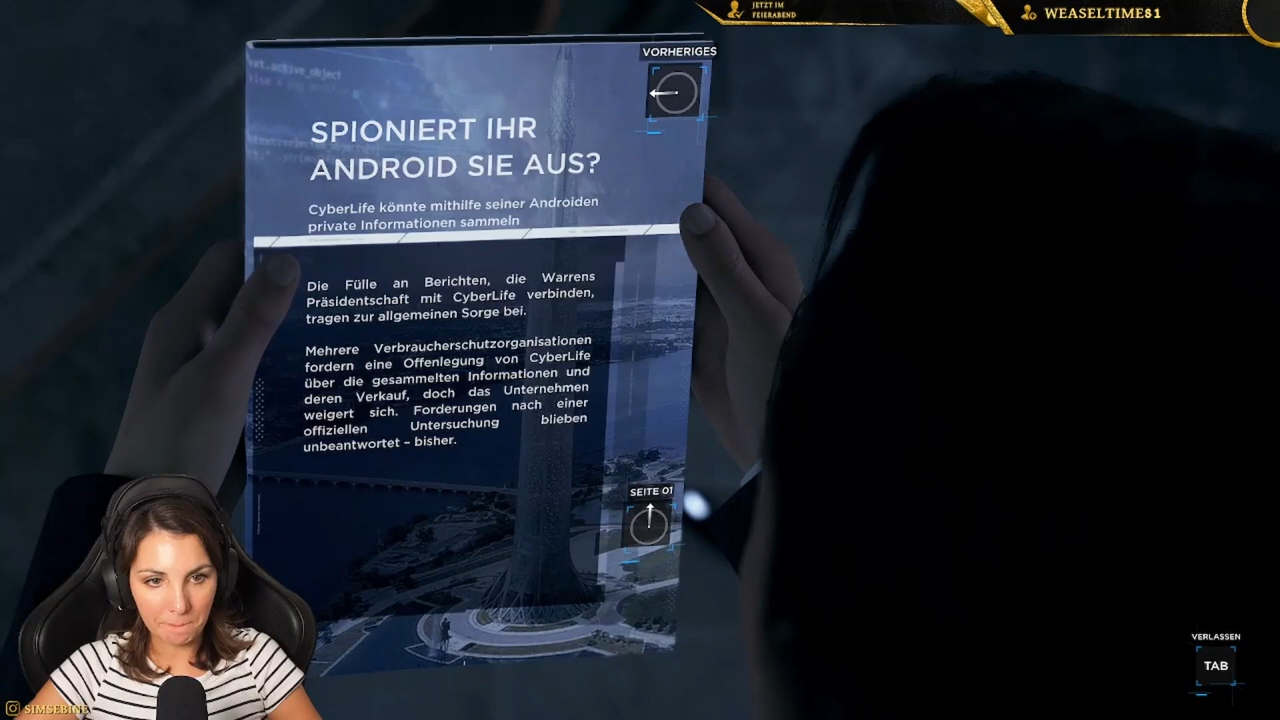 JETZT IM
FEIERABEND
WEASELTIME81
VORHERIGES
SPIONIERT IHR
ANDROID SIE AUS?
CyberLife könnte mithilfe seiner Androiden
private Informationen sammeln
Die Fülle an Berichten, die Warrens
Präsidentschaft mit CyberLife verbinden,
tragen zur allgemeinen Sorge bei.
Mehrere Verbraucherschutzorganisationen
fordern eine Offenlegung von CyberLife
über die gesammelten Informationen und
deren Verkauf, doch das Unternehmen
weigert sich. Forderungen nach einer
offiziellen Untersuchung blieben
unbeantwortet – bisher.
SEITE 01
VERLASSEN
TAB